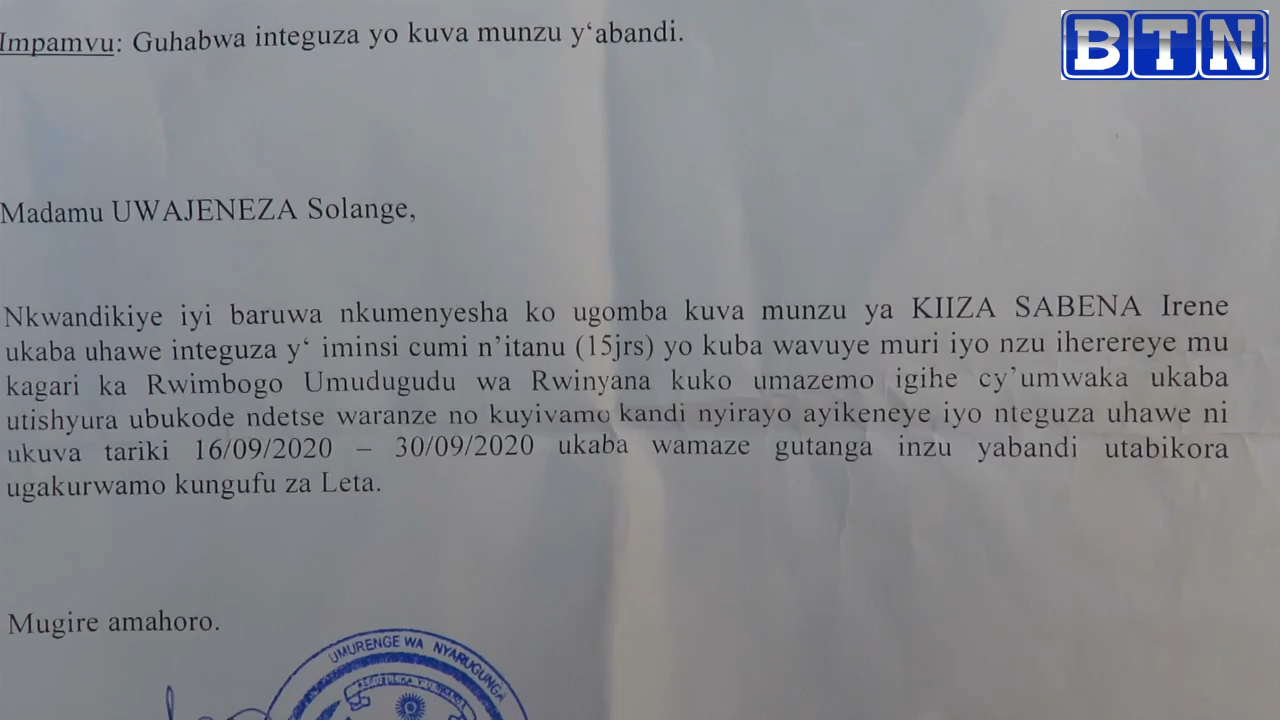 BTN
Impamvu: Guhabwa integuza yo kuva munzu y‘abandi.
Madamu UWAJENEZA Solange,
Nkwandikiye iyi baruwa nkumenyesha ko ugomba kuva munzu ya KIIZA SABENA Irene
ukaba uhawe integuza y‘ iminsi cumi n’itanu (15jrs) yo kuba wavuye muri iyo nzu iherereye mu
kagari ka Rwimbogo Umudugudu wa Rwinyana kuko umazemo igihe cy’umwaka ukaba
utishyura ubukode ndetse waranze no kuyivamo kandi nyirayo ayikeneye iyo nteguza uhawe ni
ukuva tariki 16/09/2020 – 30/09/2020 ukaba wamaze gutanga inzu yabandi utabikora
ugakurwamo kungufu za Leta.
Mugire amahoro.
UMURENGE WA NYARUGUNGA